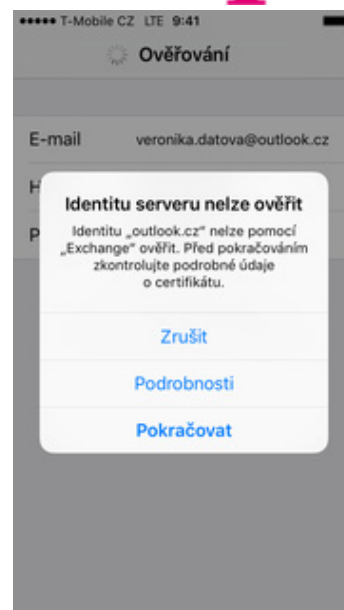 T-Mobile CZ LTE 9:41
Ověřování
E-mail veronika.datova@outlook.cz
H
Identitu serveru nelze ověřit
P
Identitu „outlook.cz" nelze pomocí
„Exchange" ověřit. Před pokračováním
zkontrolujte podrobné údaje
o certifikátu.
Zrušit
Podrobnosti
Pokračovat